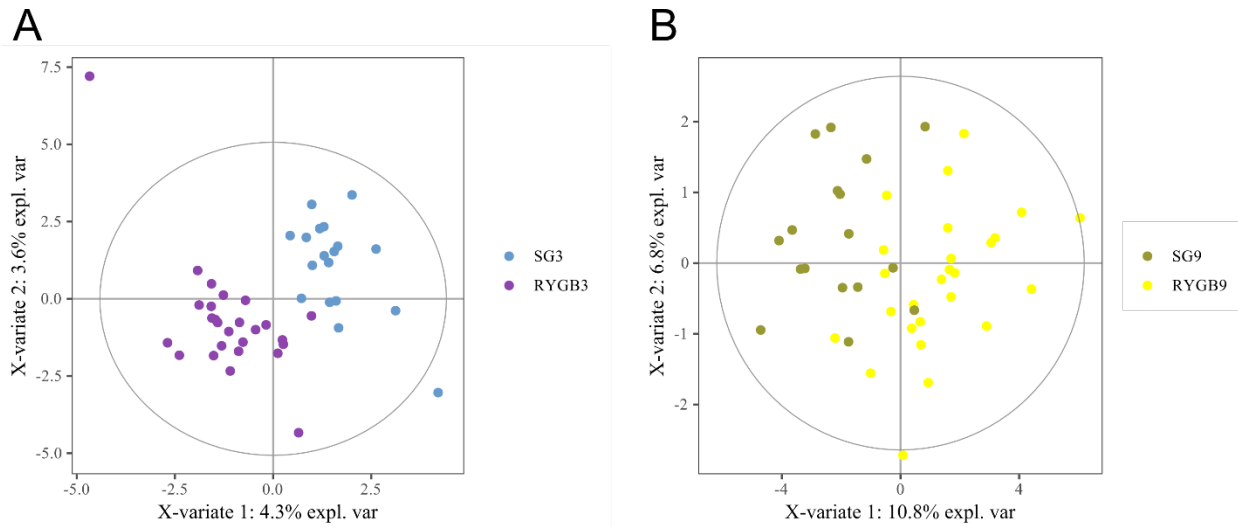 A
B
7.5
5.0
2.5
0.0
-2.5
-5.0
X-variate 2: 3.6% expl. var
-5.0
-2.5
0.0
2.5
X-variate 1: 4.3% expl. var
SG3
RYGB3
2
1
0
-1
-2
X-variate 2: 6.8% expl. var
-4
0
4
X-variate 1: 10.8% expl. var
SG9
RYGB9